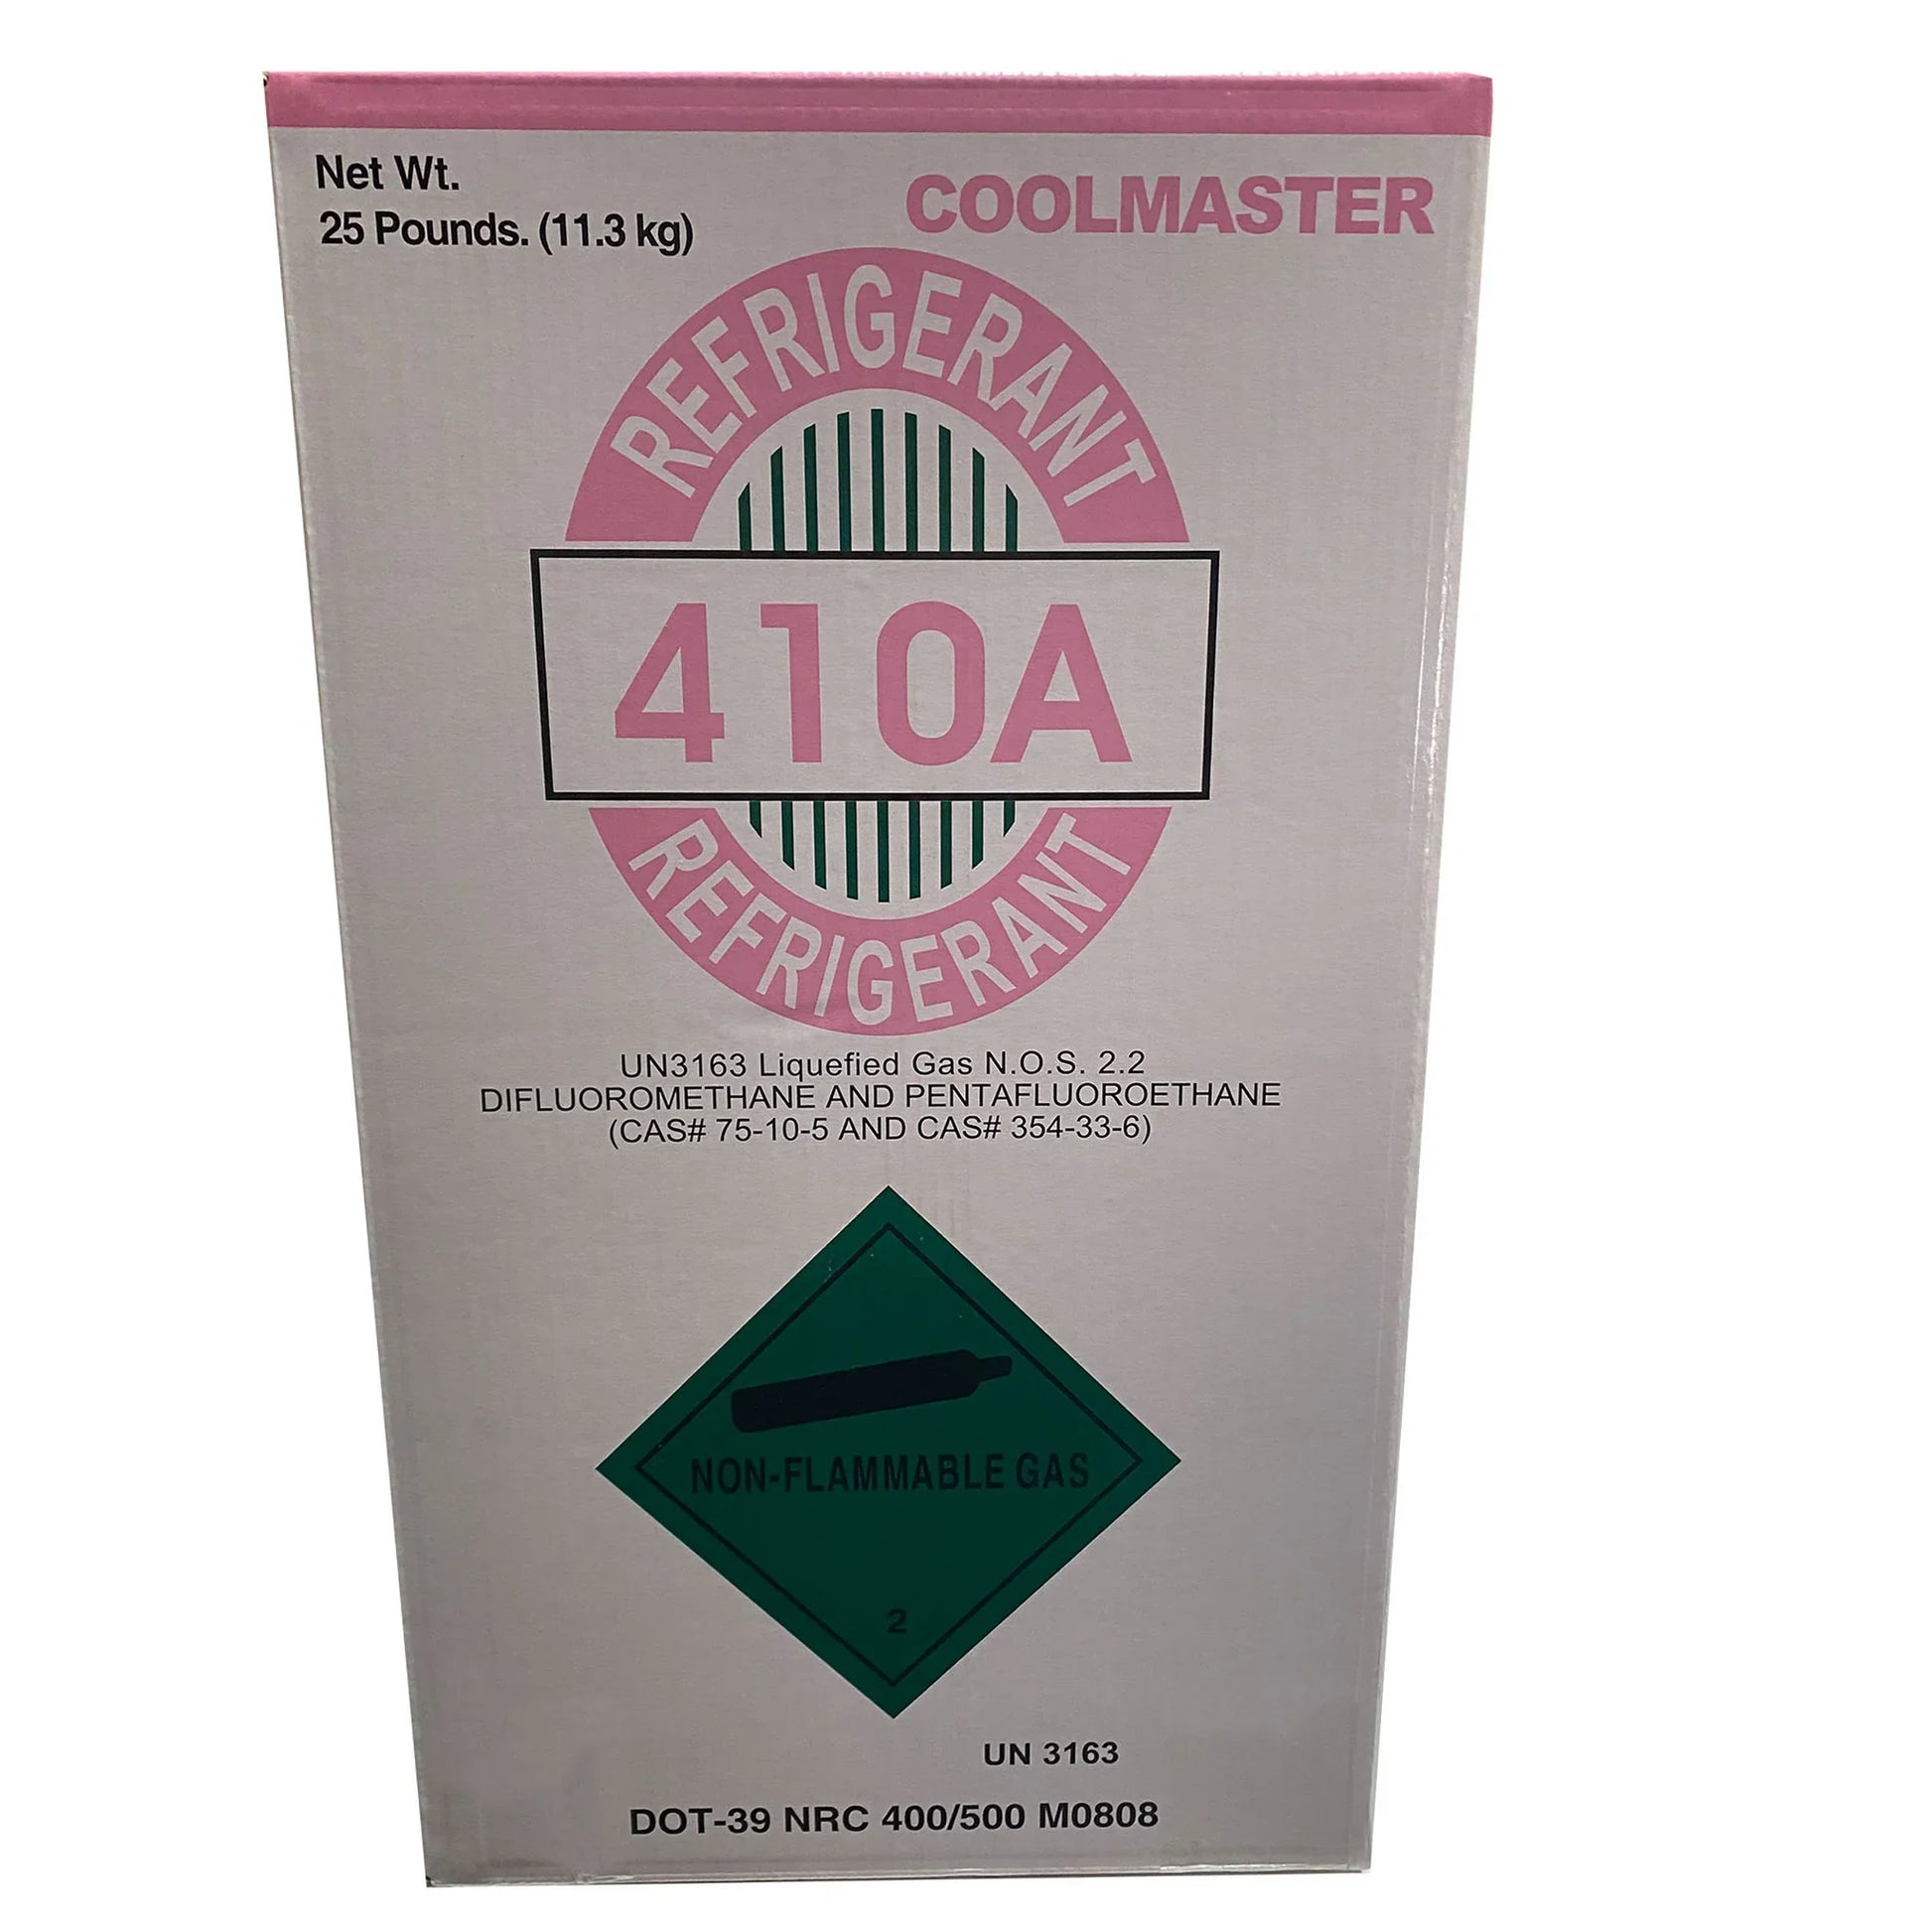 Net Wt.
25 Pounds. (11.3 kg)
COOLMASTER
REFRIGERANT
410A
REFRIGERANT
UN3163 Liquefied Gas N.O.S. 2.2
DIFLUOROMETHANE AND PENTAFLUOROETHANE
(CAS# 75-10-5 AND CAS# 354-33-6)
NON-FLAMMABLE GAS
2
UN 3163
DOT-39 NRC 400/500 M0808